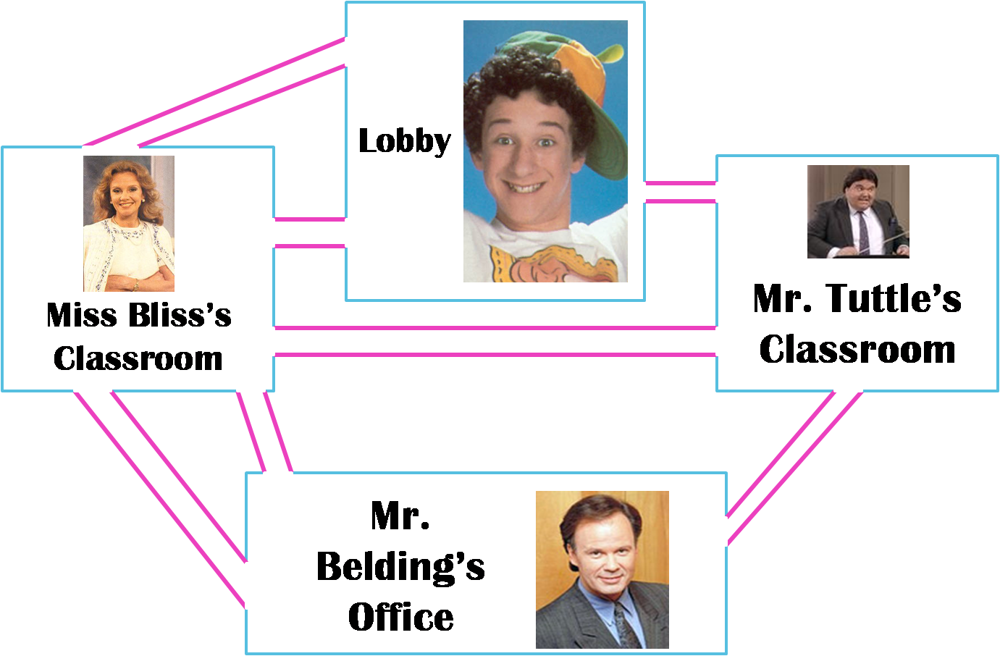 Lobby
Miss Bliss’s
Classroom
Mr. Tuttle’s
Classroom
Mr.
Belding’s
Office